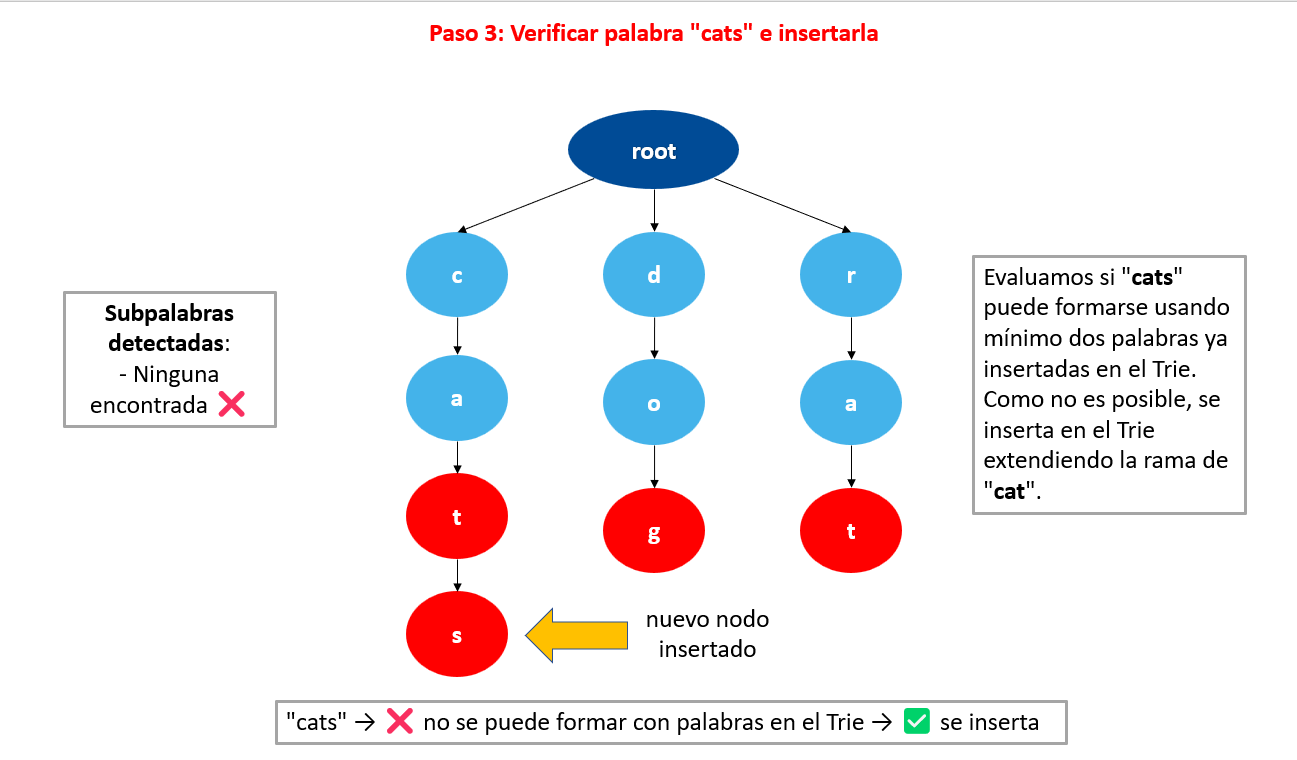 Paso 3: Verificar palabra "cats" e insertarla
root
c
d
r
a
o
a
t
g
t
s
Subpalabras
detectadas:
- Ninguna
encontrada ❌
Evaluamos si "cats"
puede formarse usando
mínimo dos palabras ya
insertadas en el Trie.
Como no es posible, se
inserta en el Trie
extendiendo la rama de
"cat".
nuevo nodo
insertado
"cats" → ❌ no se puede formar con palabras en el Trie → ✅ se inserta